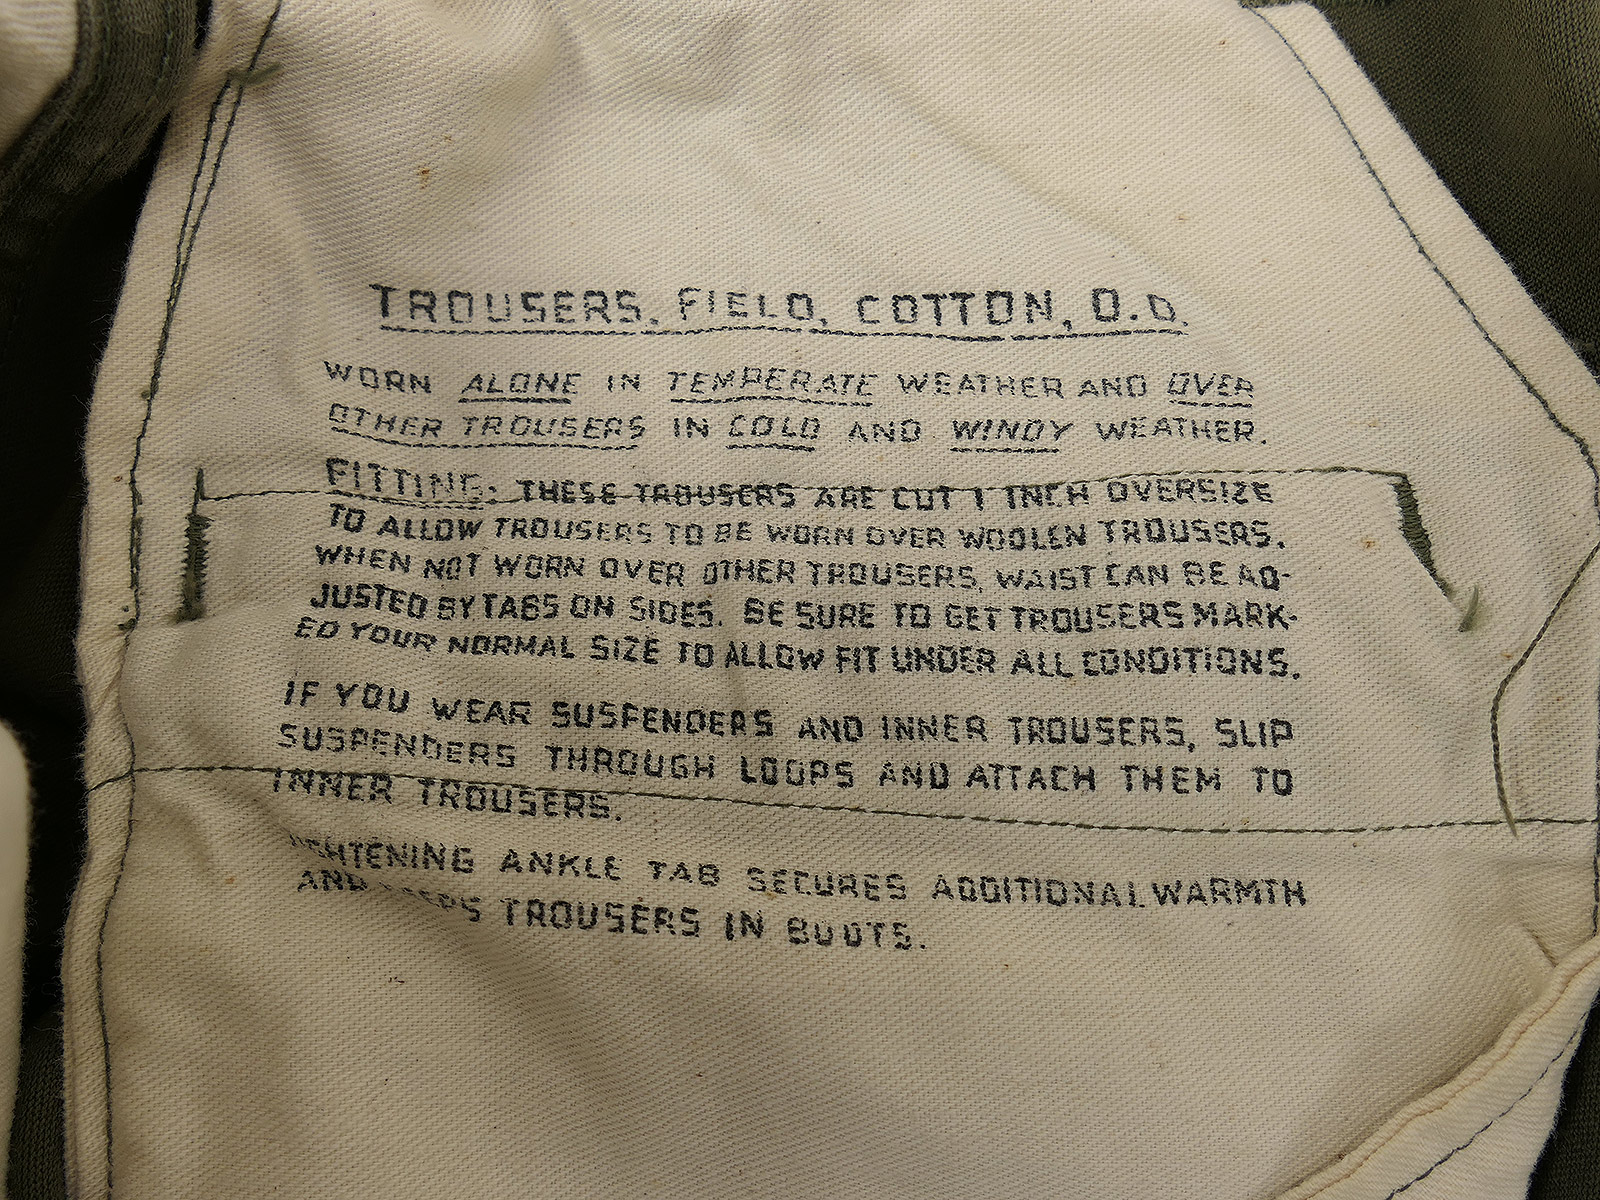 TROUSERS, FIELD, COTTON, O.D.
WORN ALONE IN TEMPERATE WEATHER AND OVER
OTHER TROUSERS IN COLD AND WINDY WEATHER.
FITTING: THESE TROUSERS ARE CUT 1 INCH OVERSIZE
TO ALLOW TROUSERS TO BE WORN OVER WOOLEN TROUSERS.
WHEN NOT WORN OVER OTHER TROUSERS, WAIST CAN BE AD-
JUSTED BY TABS ON SIDES. BE SURE TO GET TROUSERS MARK-
ED YOUR NORMAL SIZE TO ALLOW FIT UNDER ALL CONDITIONS.
IF YOU WEAR SUSPENDERS AND INNER TROUSERS, SLIP
SUSPENDERS THROUGH LOOPS AND ATTACH THEM TO
INNER TROUSERS.
TIGHTENING ANKLE TAB SECURES ADDITIONAL WARMTH
AND KEEPS TROUSERS IN BOOTS.